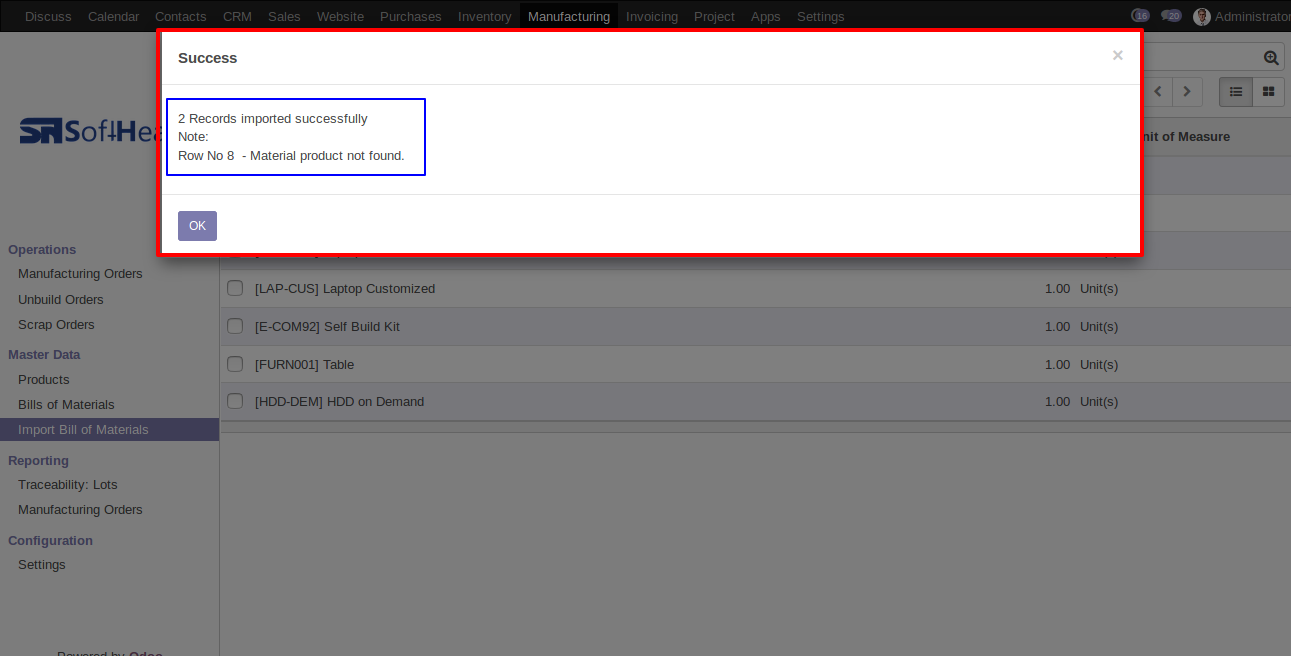 Discuss Calendar Contacts CRM Sales Website Purchases Inventory Manufacturing Invoicing Project Apps Settings 16 20 Administrator
Success ×
2 Records imported successfully
Note:
Row No 8 - Material product not found.
OK
of Measure
Operations
Manufacturing Orders
Unbuild Orders
Scrap Orders
Master Data
Products
Bills of Materials
Import Bill of Materials
Reporting
Traceability: Lots
Manufacturing Orders
Configuration
Settings
[LAP-CUS] Laptop Customized 1.00 Unit(s)
[E-COM92] Self Build Kit 1.00 Unit(s)
[FURN001] Table 1.00 Unit(s)
[HDD-DEM] HDD on Demand 1.00 Unit(s)
Powered by Odoo